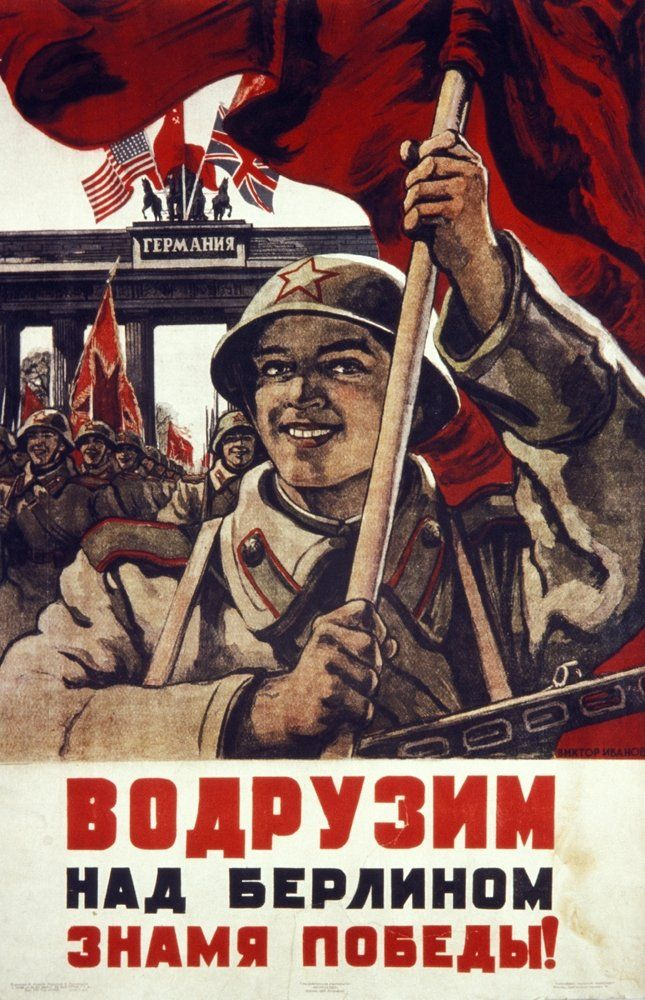 ГЕРМАНИЯ
ВИКТОР ИВАНОВ
ВОДРУЗИМ
НАД БЕРЛИНОМ
ЗНАМЯ ПОБЕДЫ!